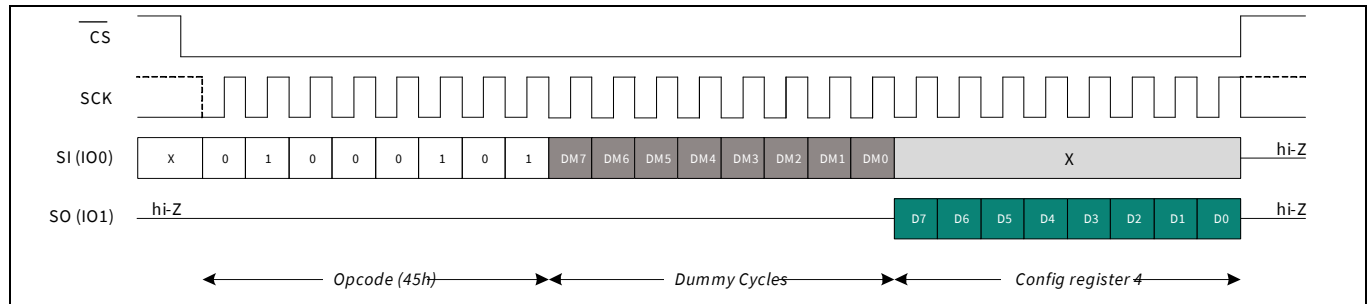 CS
SCK
SI (IO0) X 0 1 0 0 0 1 0 1 DM7 DM6 DM5 DM4 DM3 DM2 DM1 DM0 X hi-Z
SO (IO1) hi-Z D7 D6 D5 D4 D3 D2 D1 D0 hi-Z
Opcode (45h) Dummy Cycles Config register 4